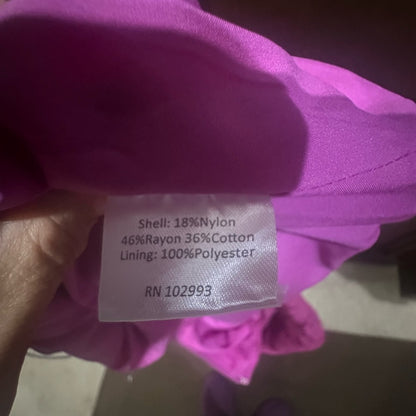 Shell: 18%Nylon
46%Rayon 36%Cotton
Lining: 100%Polyester
RN 102993